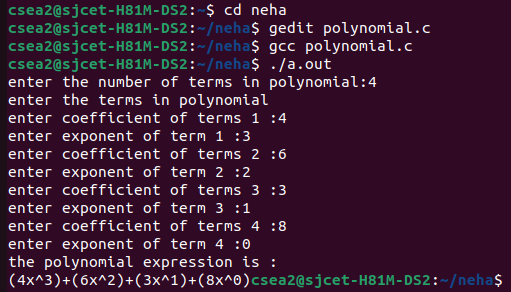 csea2@sjcet-H81M-DS2:~$ cd neha
csea2@sjcet-H81M-DS2:~/neha$ gedit polynomial.c
csea2@sjcet-H81M-DS2:~/neha$ gcc polynomial.c
csea2@sjcet-H81M-DS2:~/neha$ ./a.out
enter the number of terms in polynomial:4
enter the terms in polynomial
enter coefficient of terms 1 :4
enter exponent of term 1 :3
enter coefficient of terms 2 :6
enter exponent of term 2 :2
enter coefficient of terms 3 :3
enter exponent of term 3 :1
enter coefficient of terms 4 :8
enter exponent of term 4 :0
the polynomial expression is :
(4x^3)+(6x^2)+(3x^1)+(8x^0)csea2@sjcet-H81M-DS2:~/neha$